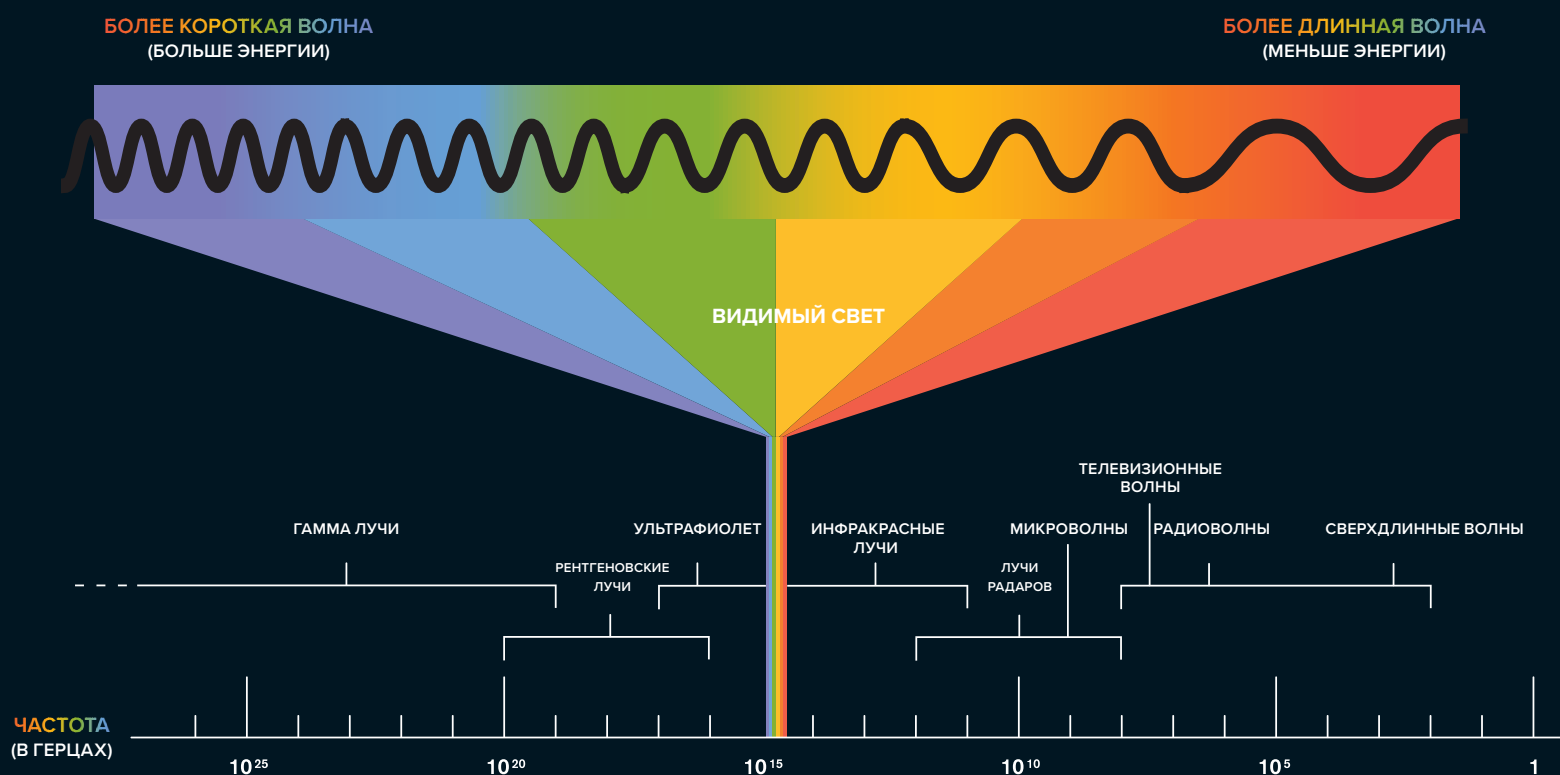 БОЛЕЕ КОРОТКАЯ ВОЛНА
(БОЛЬШЕ ЭНЕРГИИ)
БОЛЕЕ ДЛИННАЯ ВОЛНА
(МЕНЬШЕ ЭНЕРГИИ)
ВИДИМЫЙ СВЕТ
ТЕЛЕВИЗИОННЫЕ
ВОЛНЫ
ГАММА ЛУЧИ
УЛЬТРАФИОЛЕТ
ИНФРАКРАСНЫЕ
ЛУЧИ
МИКРОВОЛНЫ
РАДИОВОЛНЫ
СВЕРХДЛИННЫЕ ВОЛНЫ
РЕНТГЕНОВСКИЕ
ЛУЧИ
ЛУЧИ
РАДАРОВ
ЧАСТОТА
(В ГЕРЦАХ)
10²⁵ 10²⁰ 10¹⁵ 10¹⁰ 10⁵ 1